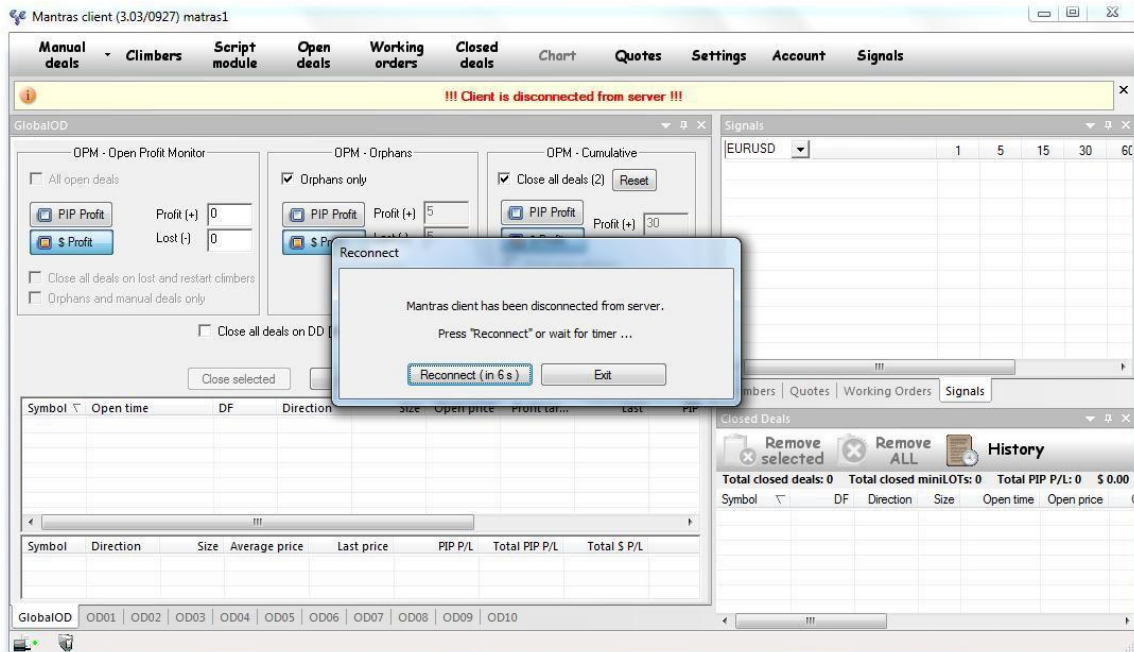 Mantras client (3.03/0927) matras1
Manual deals Climbers Script module Open deals Working orders Closed deals Chart Quotes Settings Account Signals
!!! Client is disconnected from server !!!
GlobalOD
OPM - Open Profit Monitor
All open deals
PIP Profit Profit (+) 0
$ Profit Lost (-) 0
Close all deals on lost and restart climbers
Orphans and manual deals only
OPM - Orphans
Orphans only
PIP Profit Profit (+) 5
OPM - Cumulative
Close all deals (2) Reset
PIP Profit Profit (+) 30
Close all deals on DD
Close selected
Reconnect
Mantras client has been disconnected from server.
Press "Reconnect" or wait for timer ...
Reconnect (in 6 s) Exit
Symbol Open time DF Direction Size Open price Profit tar... Last PIP
Symbol Direction Size Average price Last price PIP P/L Total PIP P/L Total $ P/L
GlobalOD OD01 OD02 OD03 OD04 OD05 OD06 OD07 OD08 OD09 OD10
Signals
EURUSD 1 5 15 30 60
Quotes Working Orders Signals
Closed Deals
Remove selected Remove ALL History
Total closed deals: 0 Total closed miniLOTs: 0 Total PIP P/L: 0 $ 0.00
Symbol DF Direction Size Open time Open price